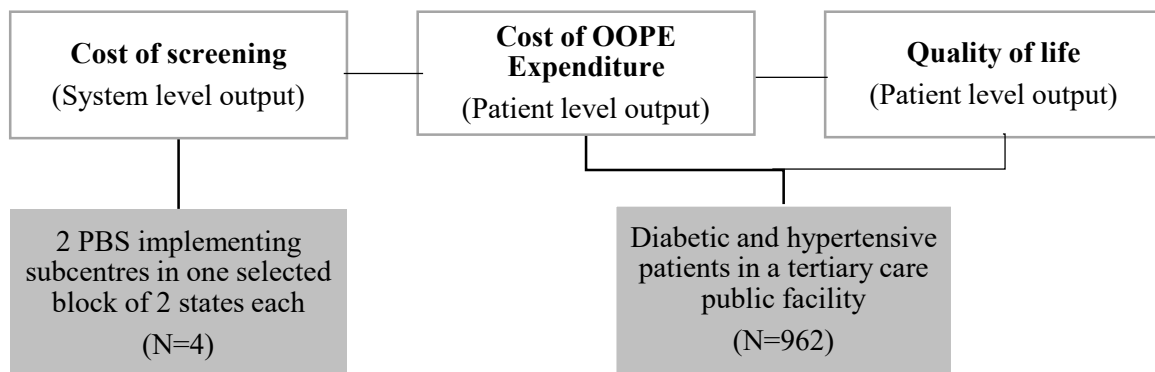 Cost of screening
(System level output)
Cost of OOPE
Expenditure
(Patient level output)
Quality of life
(Patient level output)
2 PBS implementing
subcentres in one selected
block of 2 states each
(N=4)
Diabetic and hypertensive
patients in a tertiary care
public facility
(N=962)